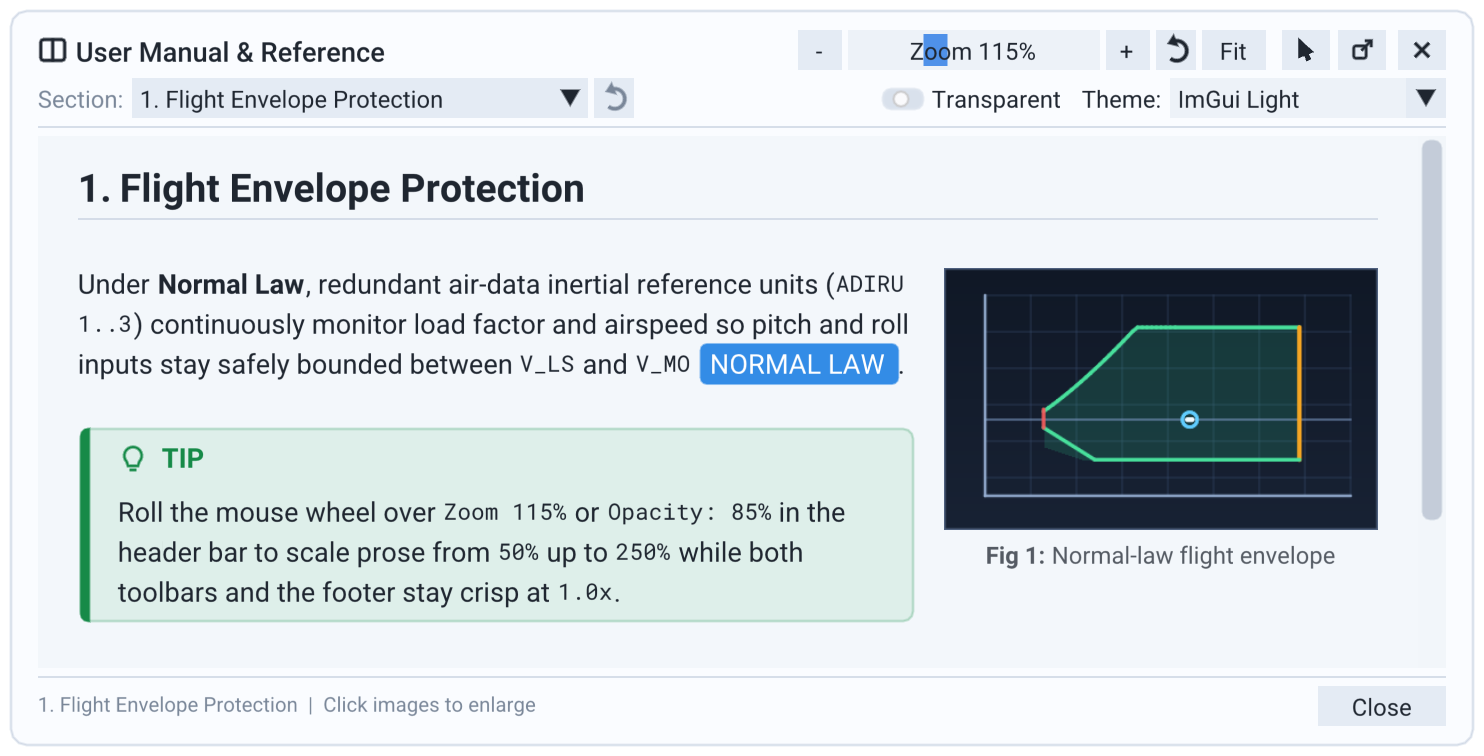 User Manual & Reference
- Zoom 115% + Fit
Section: 1. Flight Envelope Protection
Transparent Theme: ImGui Light
1. Flight Envelope Protection
Under Normal Law, redundant air-data inertial reference units (ADIRU
1..3) continuously monitor load factor and airspeed so pitch and roll
inputs stay safely bounded between V_LS and V_MO NORMAL LAW.
TIP
Roll the mouse wheel over Zoom 115% or Opacity: 85% in the
header bar to scale prose from 50% up to 250% while both
toolbars and the footer stay crisp at 1.0x.
Fig 1: Normal-law flight envelope
1. Flight Envelope Protection | Click images to enlarge
Close